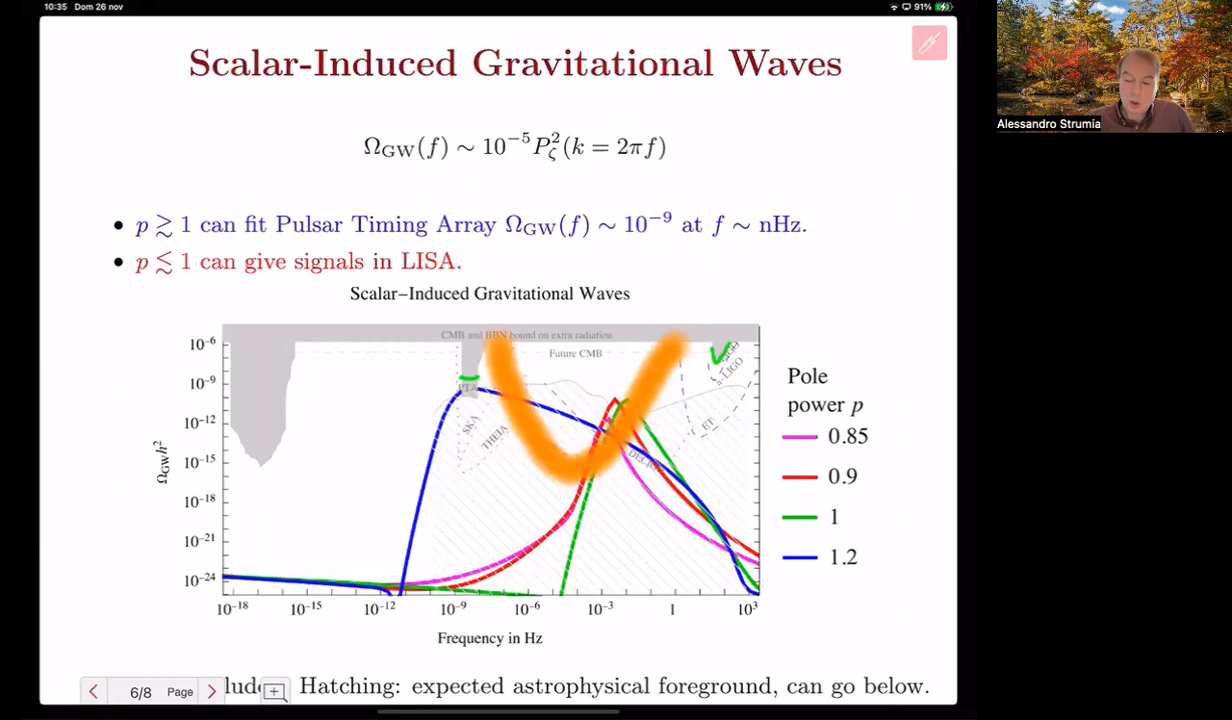 10:35 Dom 26 nov
91%
Scalar-Induced Gravitational Waves
Ω_GW(f) ∼ 10⁻⁵P²_ζ(k = 2πf)
• p ≳ 1 can fit Pulsar Timing Array Ω_GW(f) ∼ 10⁻⁹ at f ∼ nHz.
• p ≲ 1 can give signals in LISA.
Scalar–Induced Gravitational Waves
CMB and BBN bound on extra radiation
Future CMB
PTA
SKA
THEIA
a-LIGO
ET
10⁻⁶
10⁻⁹
10⁻¹²
10⁻¹⁵
10⁻¹⁸
10⁻²¹
10⁻²⁴
Ω_GW h²
10⁻¹⁸ 10⁻¹⁵ 10⁻¹² 10⁻⁹ 10⁻⁶ 10⁻³ 1 10³
Frequency in Hz
Pole
power p
0.85
0.9
1
1.2
Hatching: expected astrophysical foreground, can go below.
6/8 Page
Alessandro Strumia